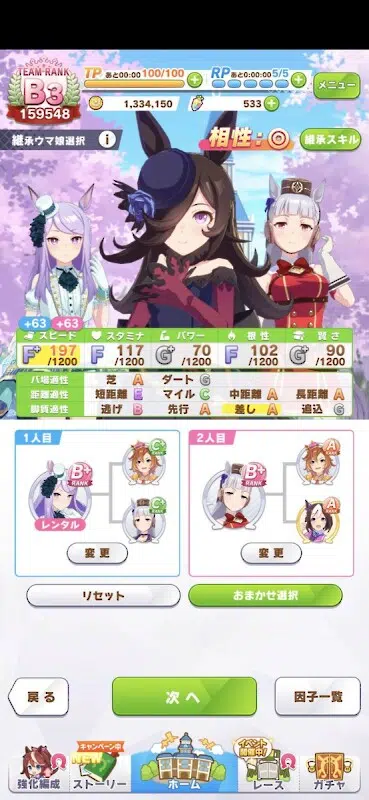 TEAM RANK
B3
159548
TP あと00:00 100/100
RP あと0:00:00 5/5
メニュー
1,334,150
533
継承ウマ娘選択 i
相性:◎
継承スキル
+63 +63
スピード スタミナ パワー 根性 賢さ
F+ 197 /1200
F 117 /1200
G+ 70 /1200
F 102 /1200
G+ 90 /1200
バ場適性 芝 A ダート G
距離適性 短距離 E マイル C 中距離 A 長距離 A
脚質適性 逃げ B 先行 A 差し A 追込 G
1人目
B+ RANK
レンタル
C+
C+
変更
2人目
B+ RANK
A
A
変更
リセット
おまかせ選択
戻る
次へ
因子一覧
強化編成
キャンペーン中
NEW
ストーリー
ホーム
イベント開催中!
レース
ガチャ